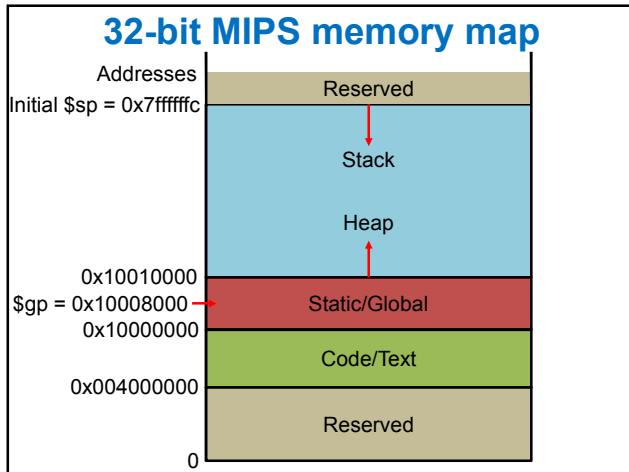 32-bit MIPS memory map
Addresses
Reserved
Initial $sp = 0x7ffffffc
Stack
Heap
0x10010000
$gp = 0x10008000
Static/Global
0x10000000
Code/Text
0x004000000
Reserved
0